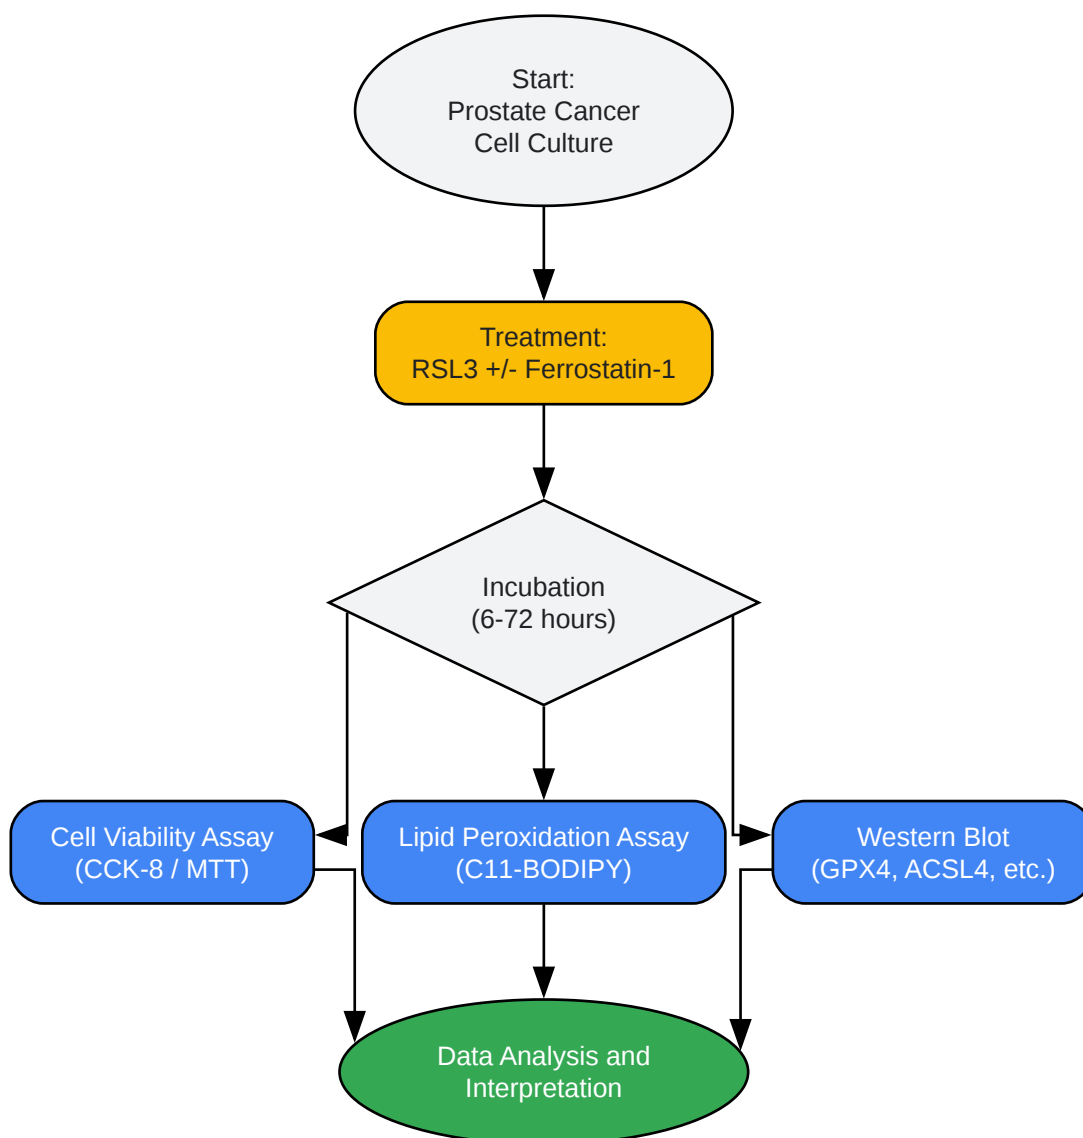 Start:
Prostate Cancer
Cell Culture
Treatment:
RSL3 +/- Ferrostatin-1
Incubation
(6-72 hours)
Cell Viability Assay
(CCK-8 / MTT)
Lipid Peroxidation Assay
(C11-BODIPY)
Western Blot
(GPX4, ACSL4, etc.)
Data Analysis and
Interpretation